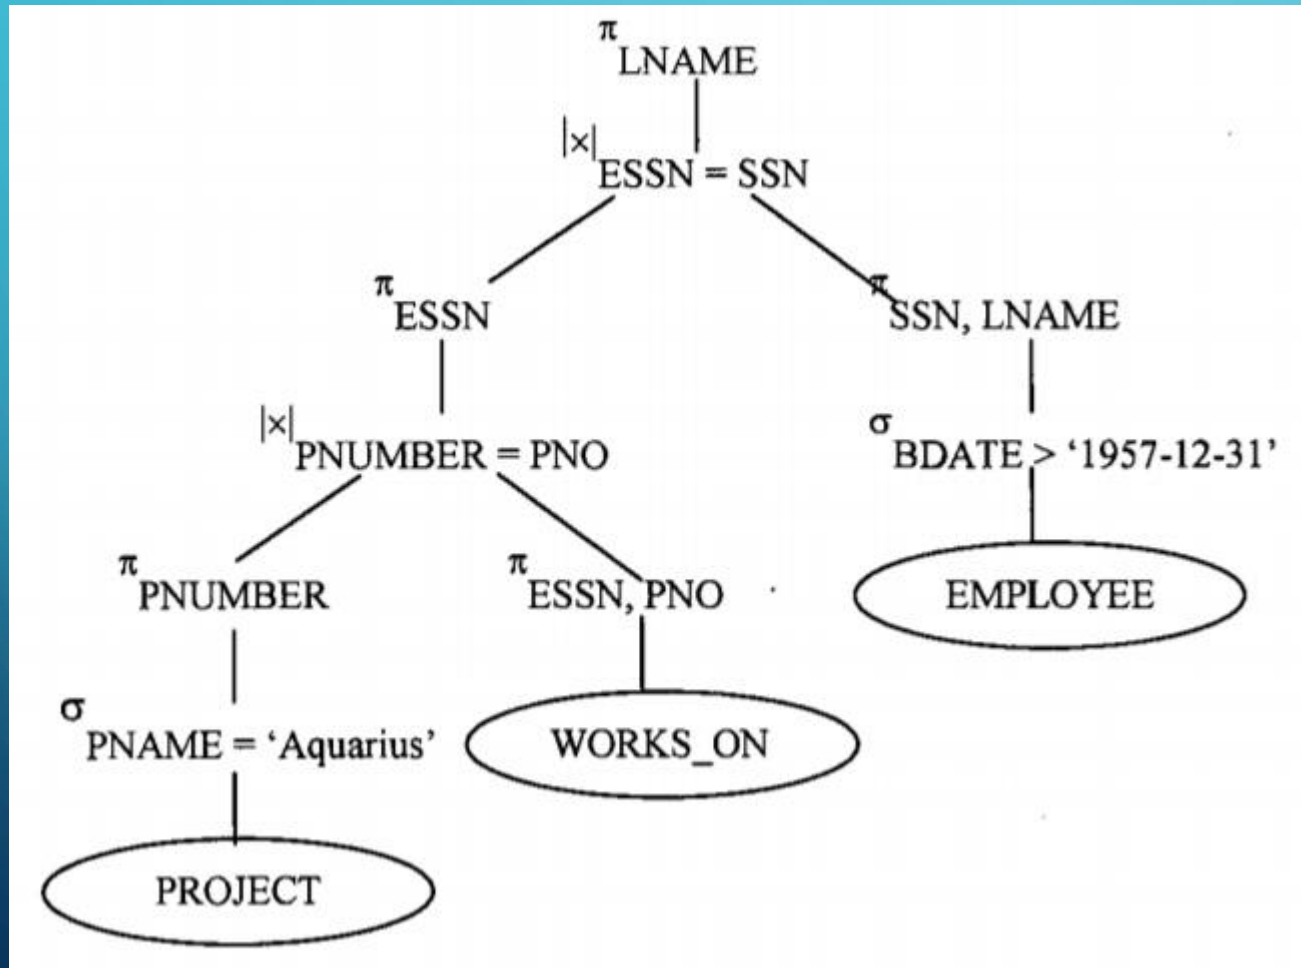 π
LNAME
|×| ESSN = SSN
π ESSN
π SSN, LNAME
|×| PNUMBER = PNO
σ BDATE > ‘1957-12-31’
π PNUMBER
π ESSN, PNO
EMPLOYEE
σ PNAME = ‘Aquarius’
WORKS_ON
PROJECT